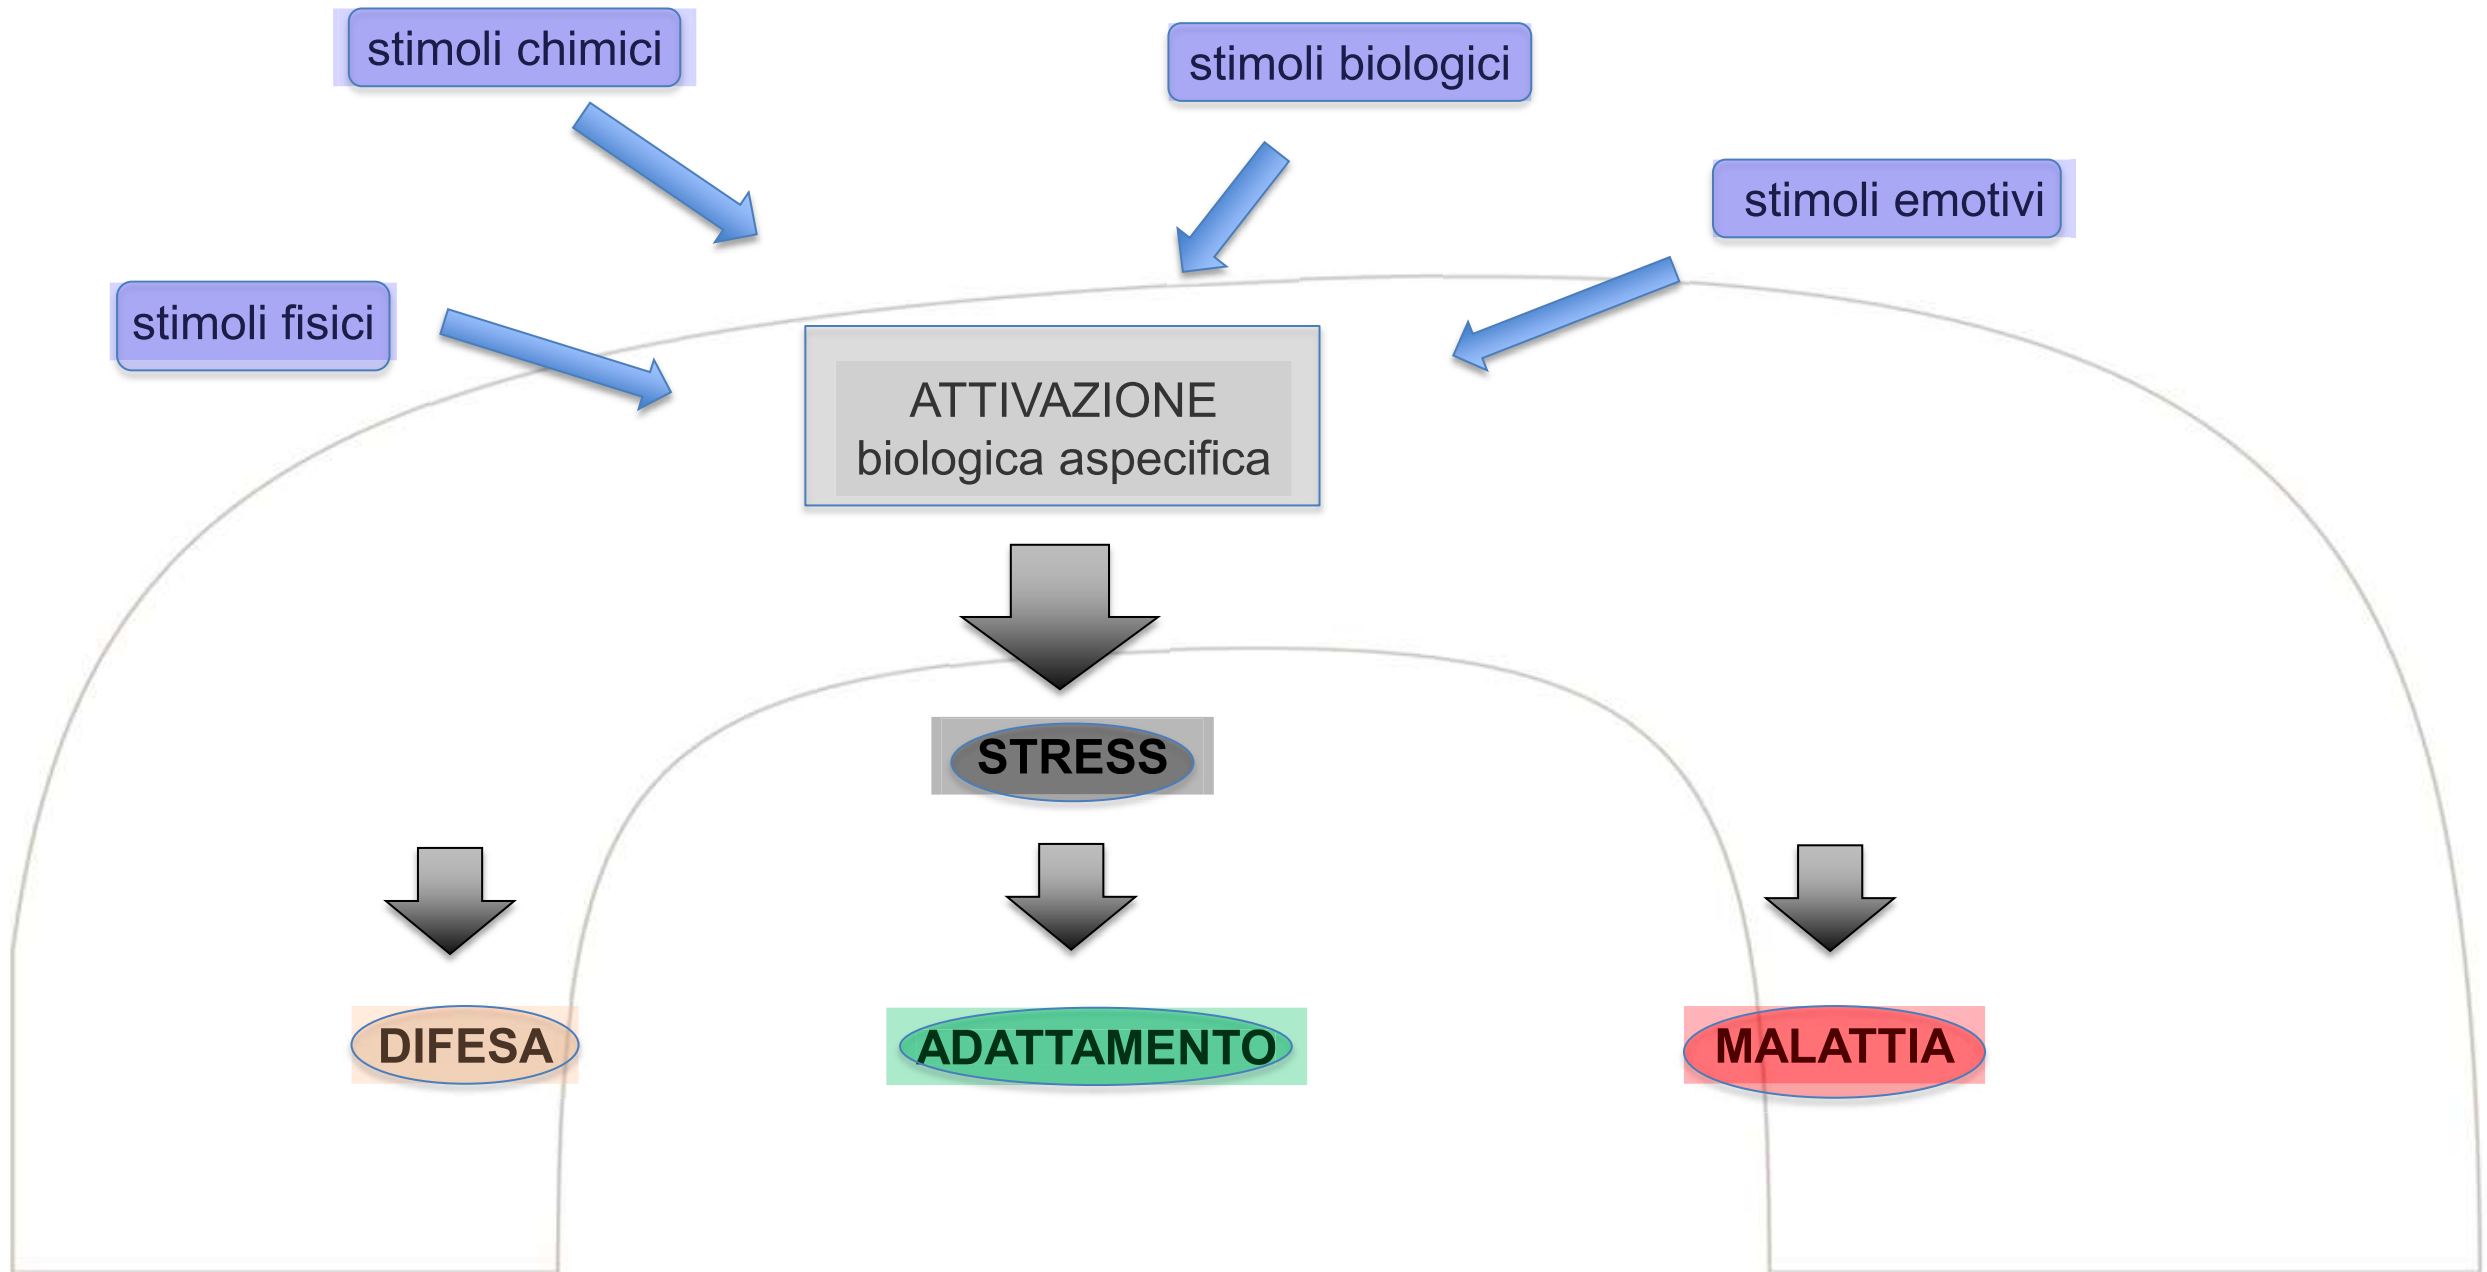 stimoli chimici
stimoli biologici
stimoli emotivi
stimoli fisici
ATTIVAZIONE
biologica aspecifica
STRESS
DIFESA
ADATTAMENTO
MALATTIA